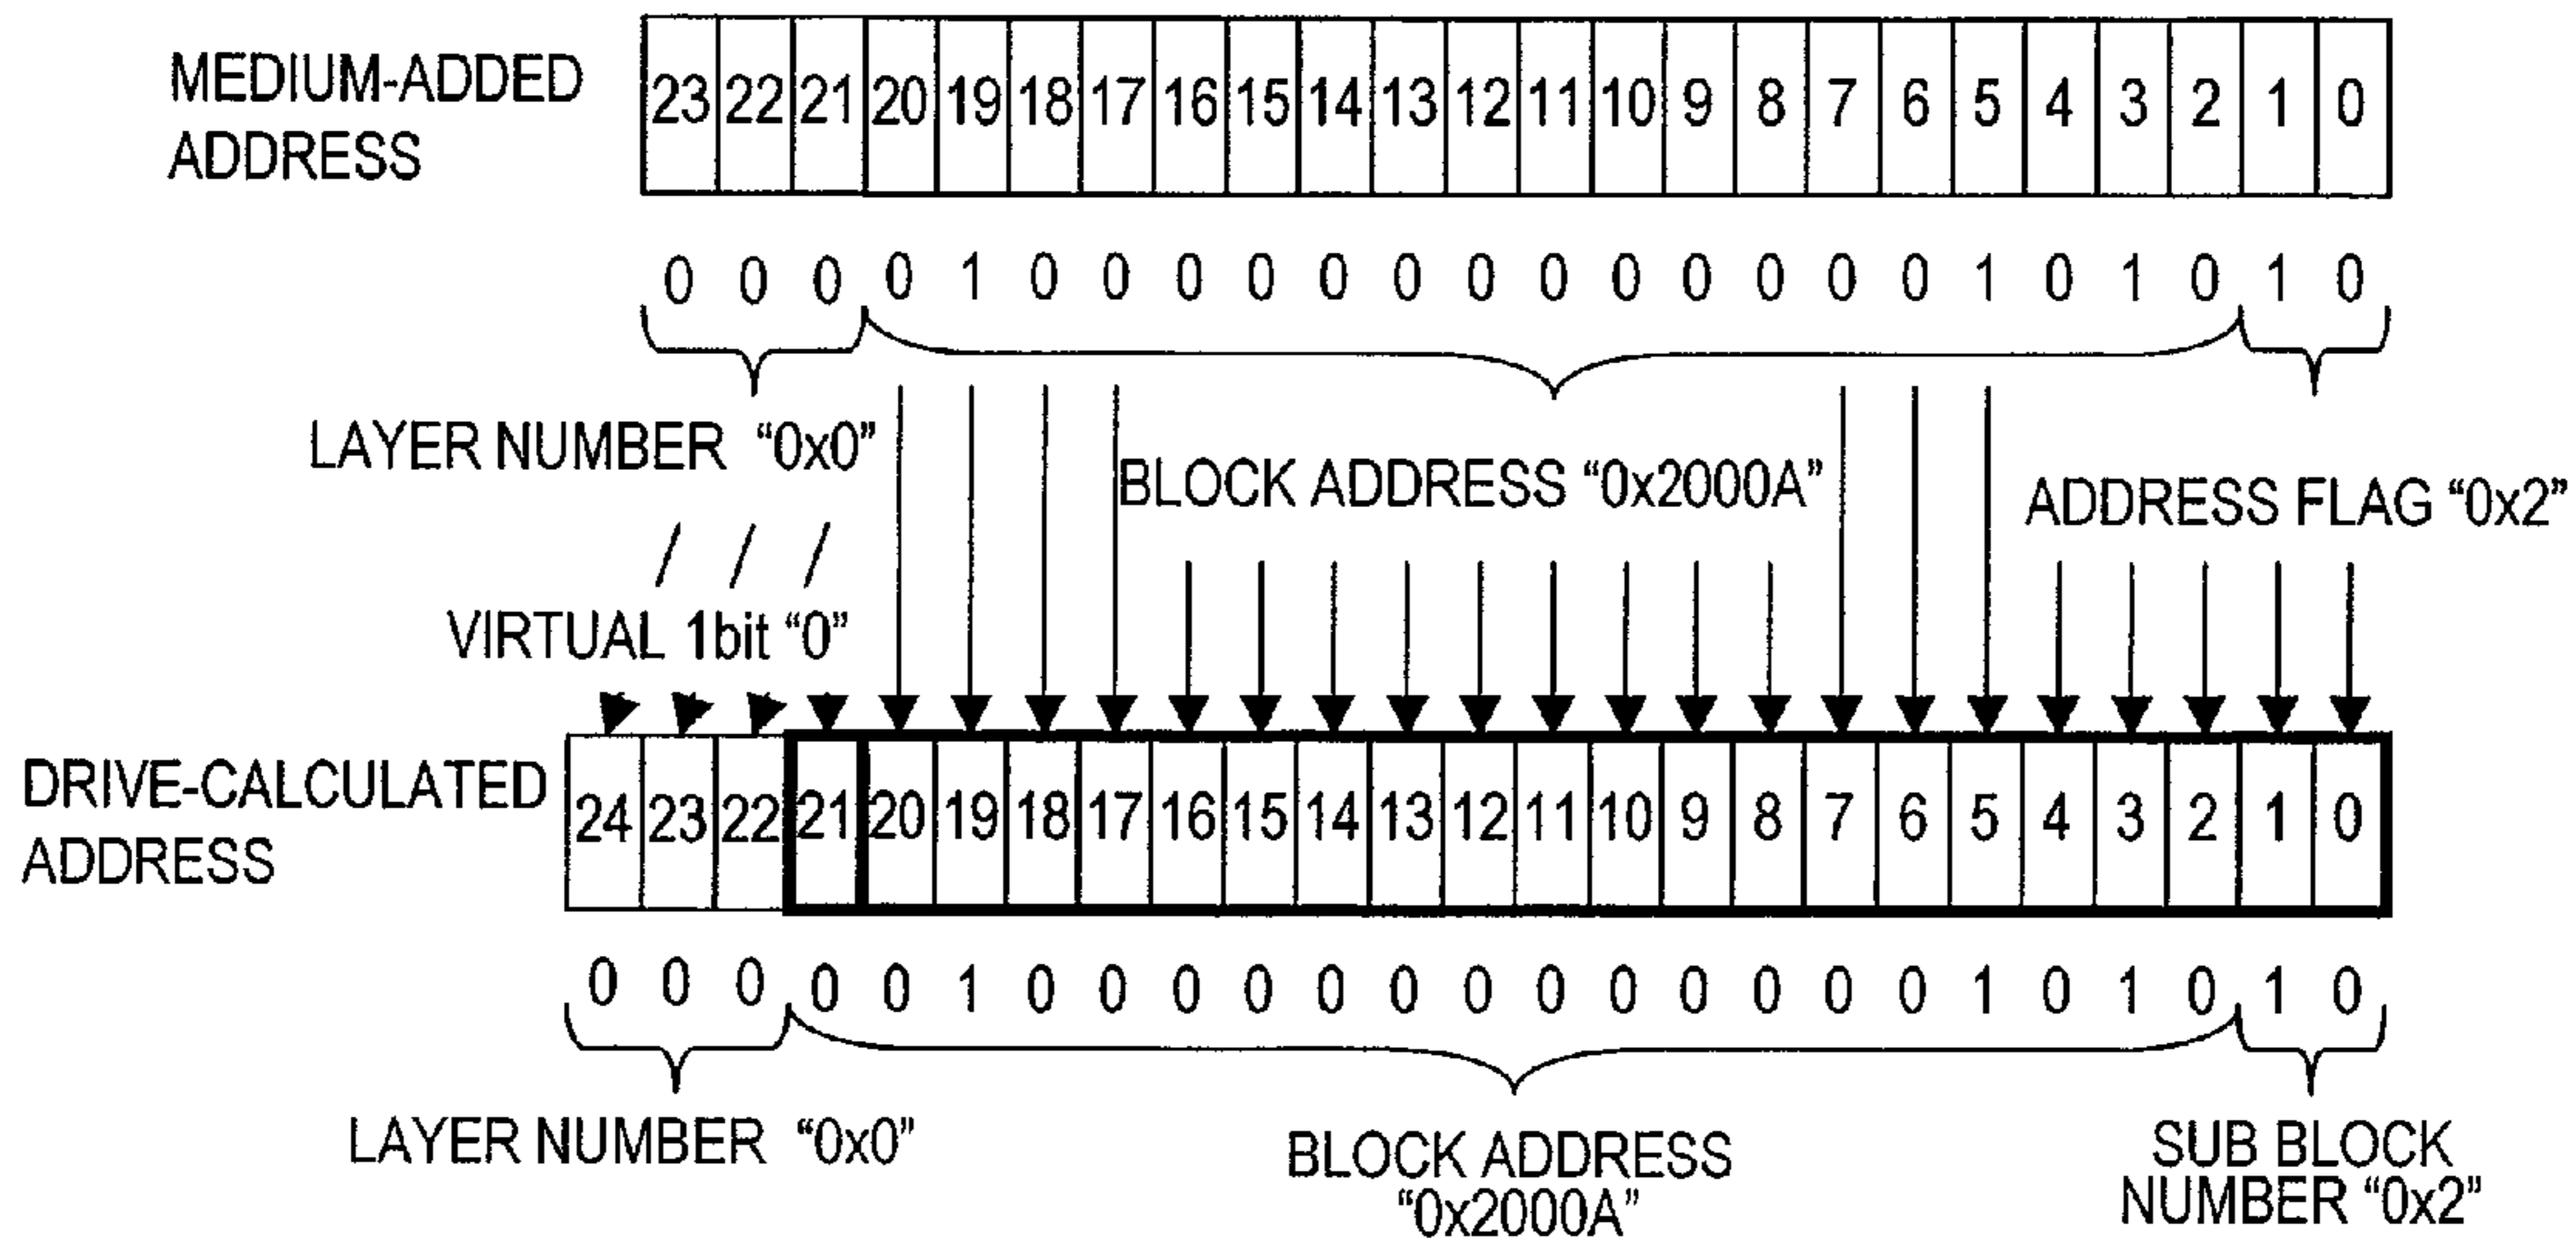 MEDIUM-ADDED
ADDRESS
23 22 21 20 19 18 17 16 15 14 13 12 11 10 9 8 7 6 5 4 3 2 1 0
0 0 0 0 1 0 0 0 0 0 0 0 0 0 0 0 0 0 1 0 1 0 1 0
LAYER NUMBER “0x0”
BLOCK ADDRESS “0x2000A”
ADDRESS FLAG “0x2”
VIRTUAL 1bit “0”
DRIVE-CALCULATED
ADDRESS
24 23 22 21 20 19 18 17 16 15 14 13 12 11 10 9 8 7 6 5 4 3 2 1 0
0 0 0 0 0 1 0 0 0 0 0 0 0 0 0 0 0 0 0 1 0 1 0 1 0
LAYER NUMBER “0x0”
BLOCK ADDRESS
“0x2000A”
SUB BLOCK
NUMBER “0x2”